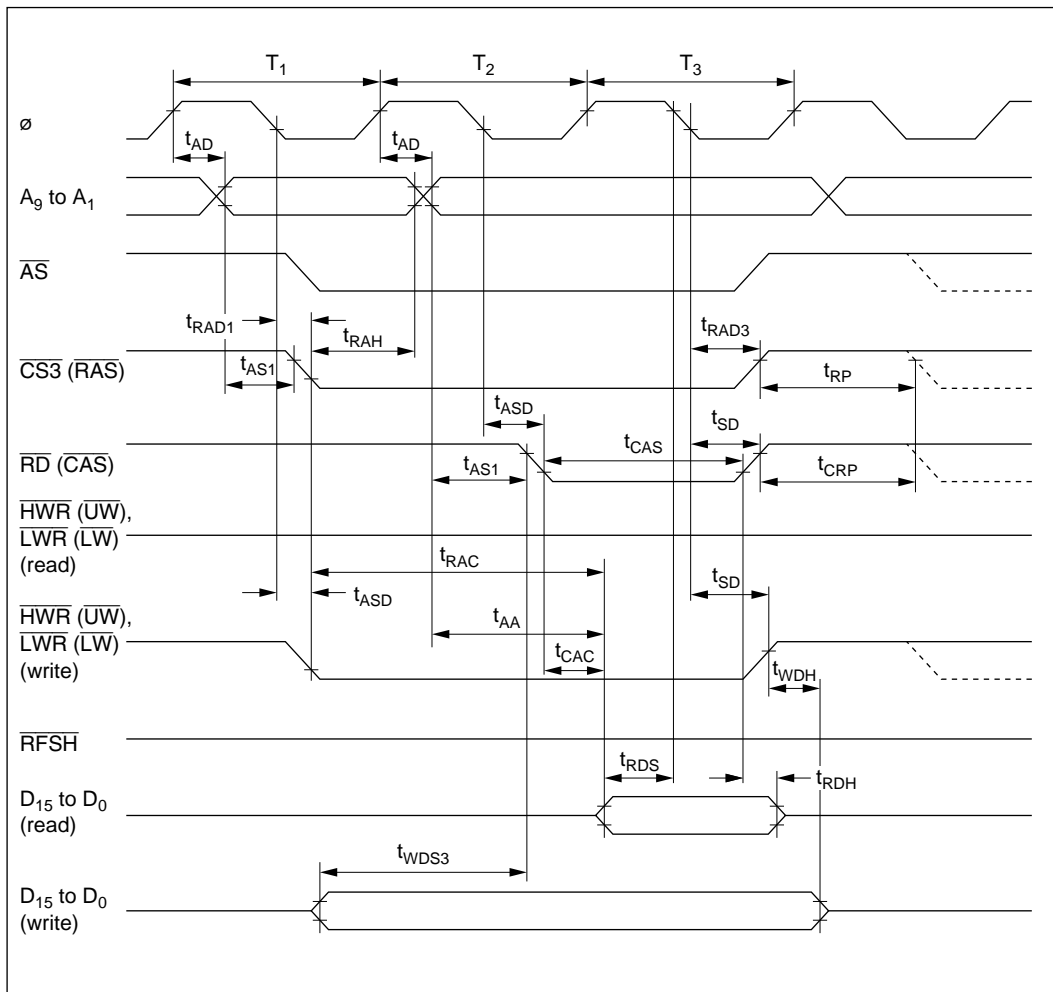 T1 T2 T3
ø
tAD tAD
A9 to A1
AS
tRAD1 tRAH tRAD3
CS3 (RAS)
tAS1 tRP
tASD tSD
RD (CAS)
tCAS
tAS1 tCRP
HWR (UW),
LWR (LW)
(read)
tRAC tSD
tASD
HWR (UW),
LWR (LW)
(write)
tAA
tCAC
tWDH
RFSH
tRDS tRDH
D15 to D0
(read)
tWDS3
D15 to D0
(write)